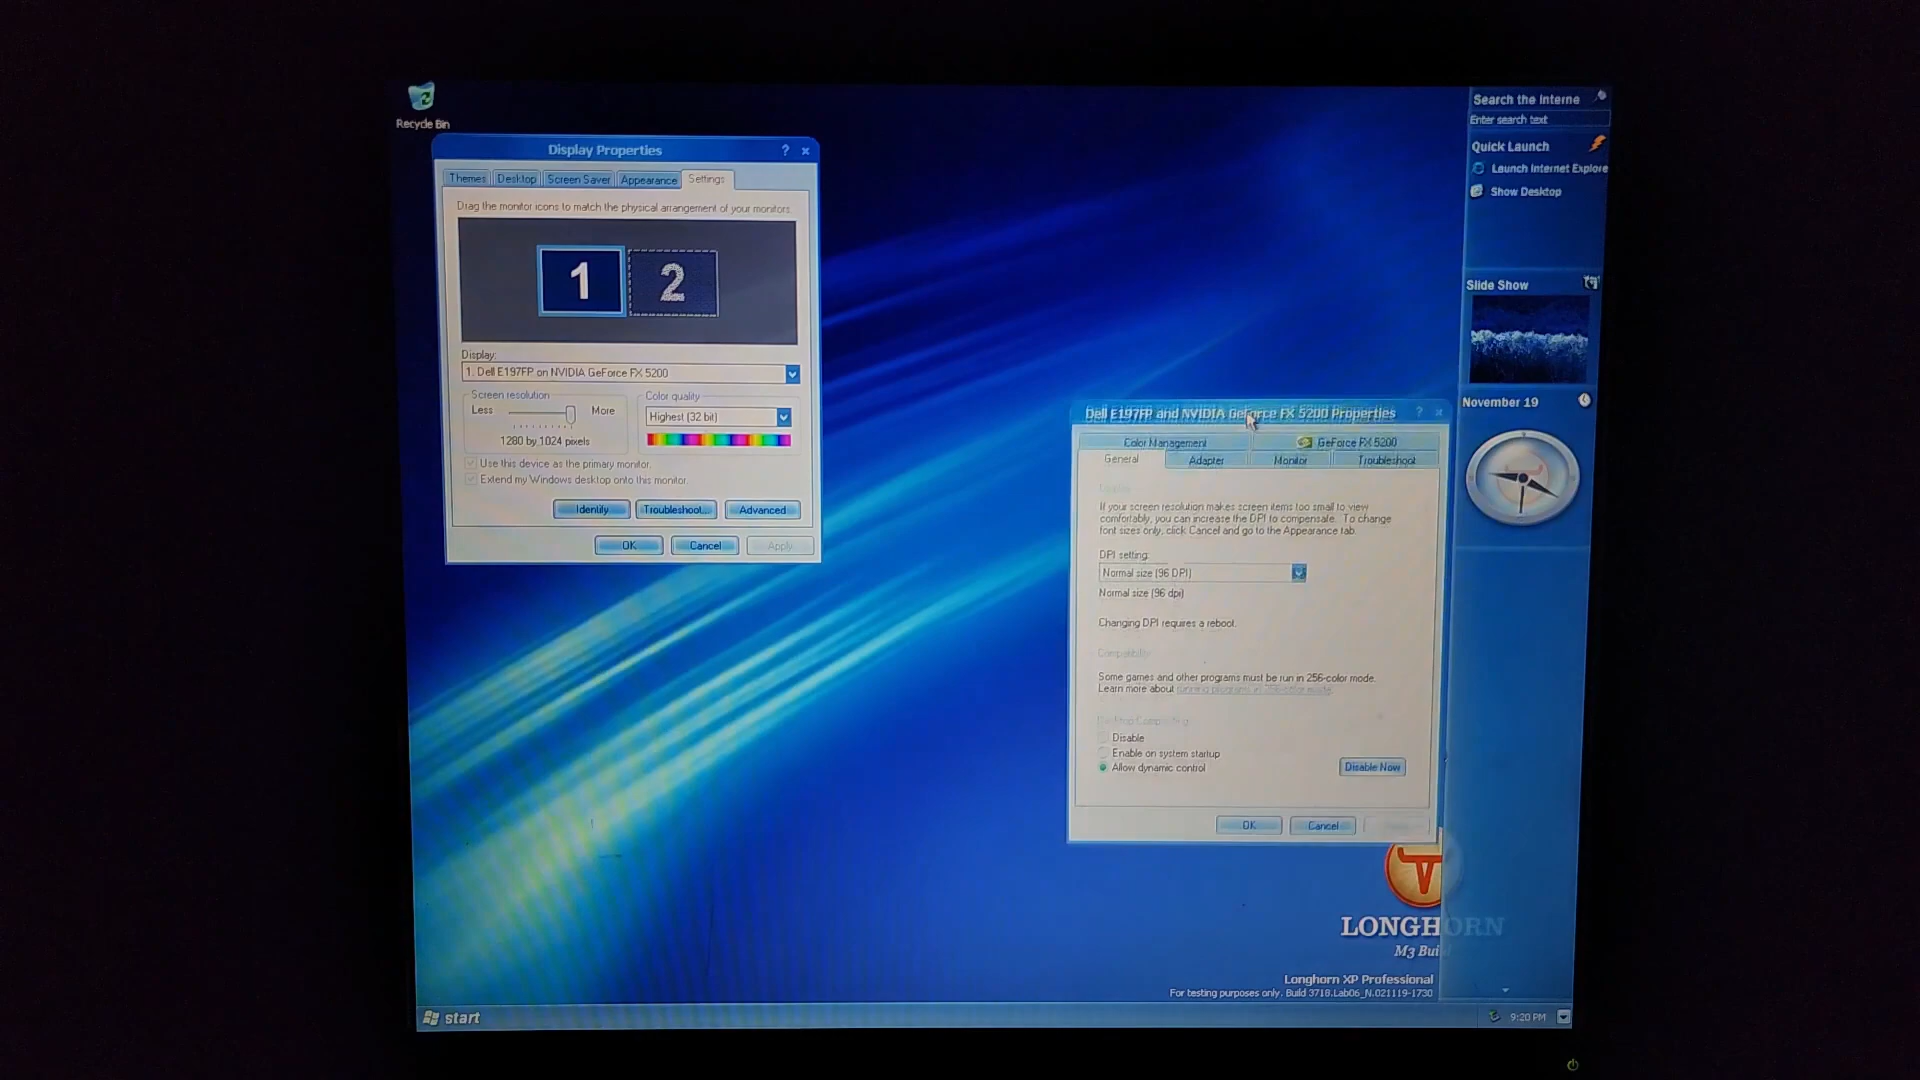 Recycle Bin
Display Properties
?
x
Themes
Desktop
Screen Saver
Appearance
Settings
Drag the monitor icons to match the physical arrangement of your monitors.
1
2
Display:
1. Dell E197FP on NVIDIA GeForce FX 5200
Screen resolution
Less
More
1280 by 1024 pixels
Color quality
Highest (32 bit)
Use this device as the primary monitor.
Extend my Windows desktop onto this monitor.
Identify
Troubleshoot...
Advanced
OK
Cancel
Apply
Dell E197FP and NVIDIA GeForce FX 5200 Properties
?
x
Color Management
GeForce FX 5200
General
Adapter
Monitor
Troubleshoot
If your screen resolution makes screen items too small to view
comfortably, you can increase the DPI to compensate. To change
font sizes only, click Cancel and go to the Appearance tab.
DPI setting:
Normal size (96 DPI)
Normal size (96 dpi)
Changing DPI requires a reboot.
Compatibility
Some games and other programs must be run in 256-color mode.
Learn more about running programs in 256-color mode.
Desktop Compositing
Disable
Enable on system startup
Allow dynamic control
Disable Now
OK
Cancel
Search the Interne
Enter search text
Quick Launch
Launch Internet Explore
Show Desktop
Slide Show
November 19
LONGHORN
M3 Buil
Longhorn XP Professional
For testing purposes only. Build 3718.Lab06_N.021119-1730
start
9:20 PM